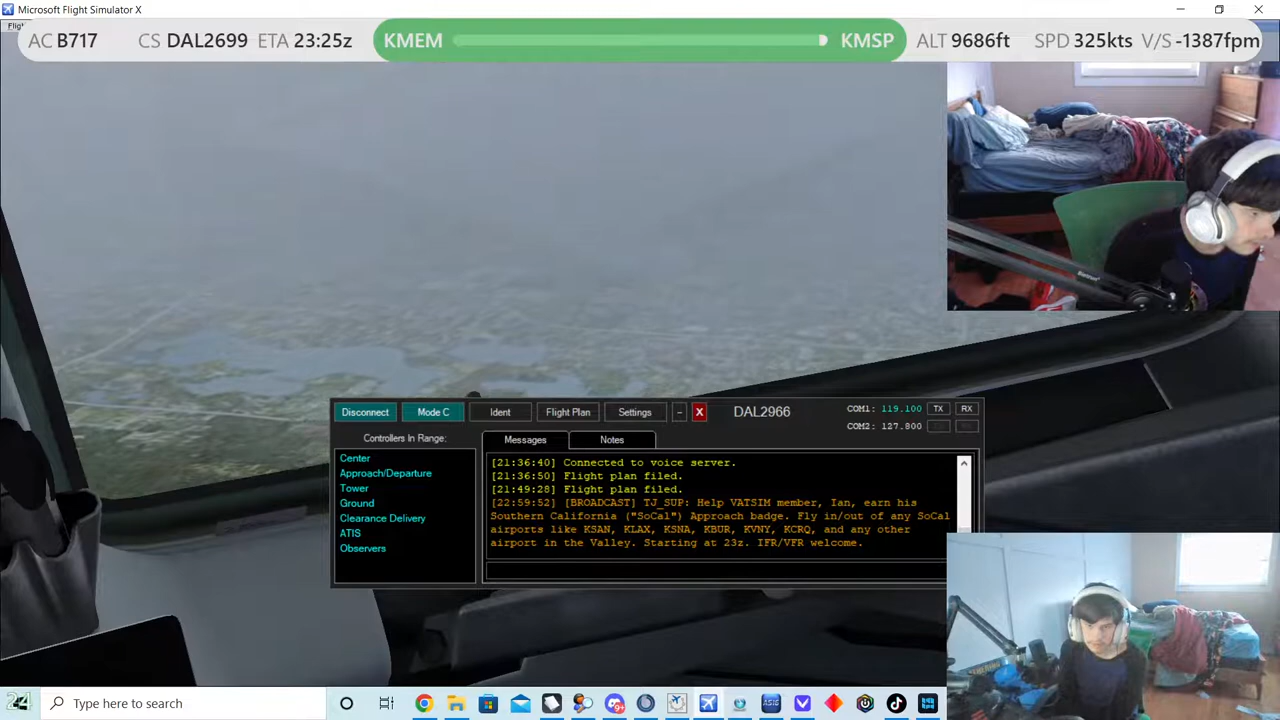 Microsoft Flight Simulator X
AC B717 CS DAL2699 ETA 23:25z KMEM KMSP ALT 9686ft SPD 325kts V/S -1387fpm
Disconnect Mode C Ident Flight Plan Settings – X DAL2966 COM1: 119.100 TX RX
COM2: 127.800
Controllers In Range:
Center
Approach/Departure
Tower
Ground
Clearance Delivery
ATIS
Observers
Messages Notes
[21:36:40] Connected to voice server.
[21:36:50] Flight plan filed.
[21:49:28] Flight plan filed.
[22:59:52] [BROADCAST] TJ_SUP: Help VATSIM member, Ian, earn his
Southern California ("SoCal") Approach badge. Fly in/out of any SoCal
airports like KSAN, KLAX, KSNA, KBUR, KVNY, KCRQ, and any other
airport in the Valley. Starting at 23z. IFR/VFR welcome.
24 Type here to search